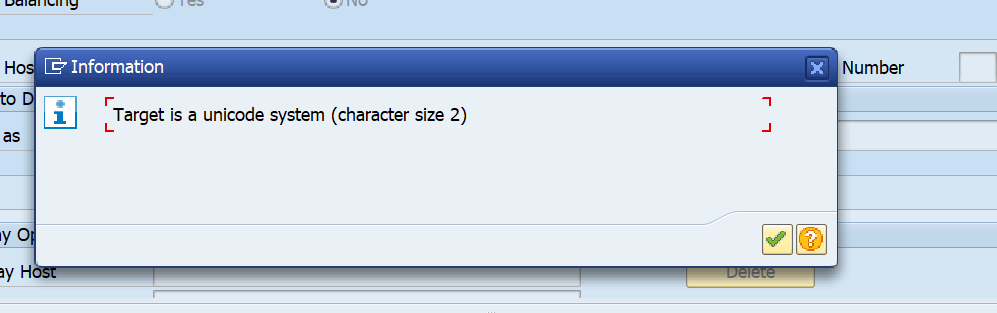 Balancing Yes No
Information
Hos
Number
to D
Target is a unicode system (character size 2)
as
ay Op
ay Host
Delete